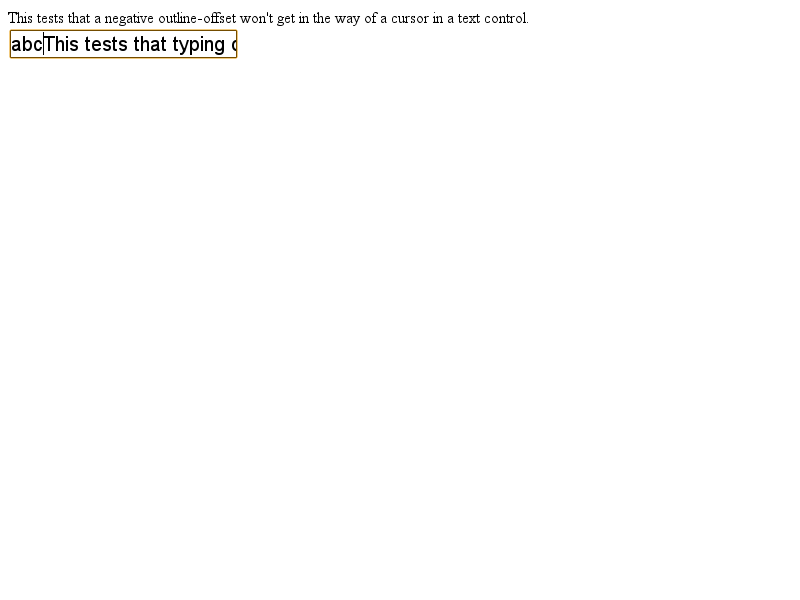 This tests that a negative outline-offset won't get in the way of a cursor in a text control.
abcThis tests that typing